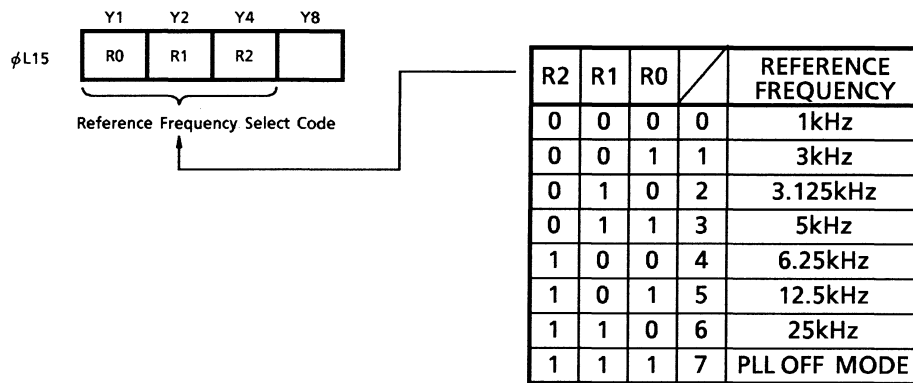 Y1 Y2 Y4 Y8
ϕL15 R0 R1 R2
Reference Frequency Select Code
R2 R1 R0 REFERENCE FREQUENCY
0 0 0 0 1kHz
0 0 1 1 3kHz
0 1 0 2 3.125kHz
0 1 1 3 5kHz
1 0 0 4 6.25kHz
1 0 1 5 12.5kHz
1 1 0 6 25kHz
1 1 1 7 PLL OFF MODE